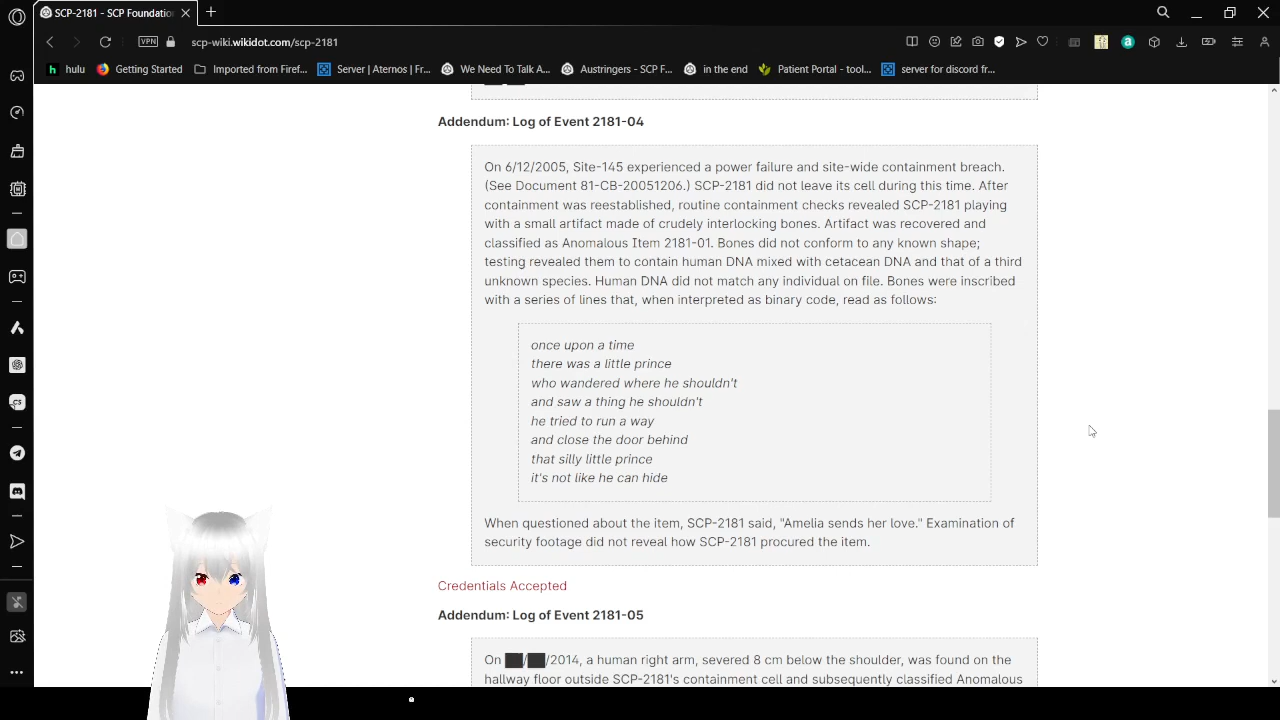 SCP-2181 - SCP Foundatio
VPN
scp-wiki.wikidot.com/scp-2181
hulu
Getting Started
Imported from Firef...
Server | Aternos | Fr...
We Need To Talk A...
Austringers - SCP F...
in the end
Patient Portal - tool...
server for discord fr...
Addendum: Log of Event 2181-04
On 6/12/2005, Site-145 experienced a power failure and site-wide containment breach.
(See Document 81-CB-20051206.) SCP-2181 did not leave its cell during this time. After
containment was reestablished, routine containment checks revealed SCP-2181 playing
with a small artifact made of crudely interlocking bones. Artifact was recovered and
classified as Anomalous Item 2181-01. Bones did not conform to any known shape;
testing revealed them to contain human DNA mixed with cetacean DNA and that of a third
unknown species. Human DNA did not match any individual on file. Bones were inscribed
with a series of lines that, when interpreted as binary code, read as follows:
once upon a time
there was a little prince
who wandered where he shouldn't
and saw a thing he shouldn't
he tried to run a way
and close the door behind
that silly little prince
it's not like he can hide
When questioned about the item, SCP-2181 said, "Amelia sends her love." Examination of
security footage did not reveal how SCP-2181 procured the item.
Credentials Accepted
Addendum: Log of Event 2181-05
On ██/██/2014, a human right arm, severed 8 cm below the shoulder, was found on the
hallway floor outside SCP-2181's containment cell and subsequently classified Anomalous